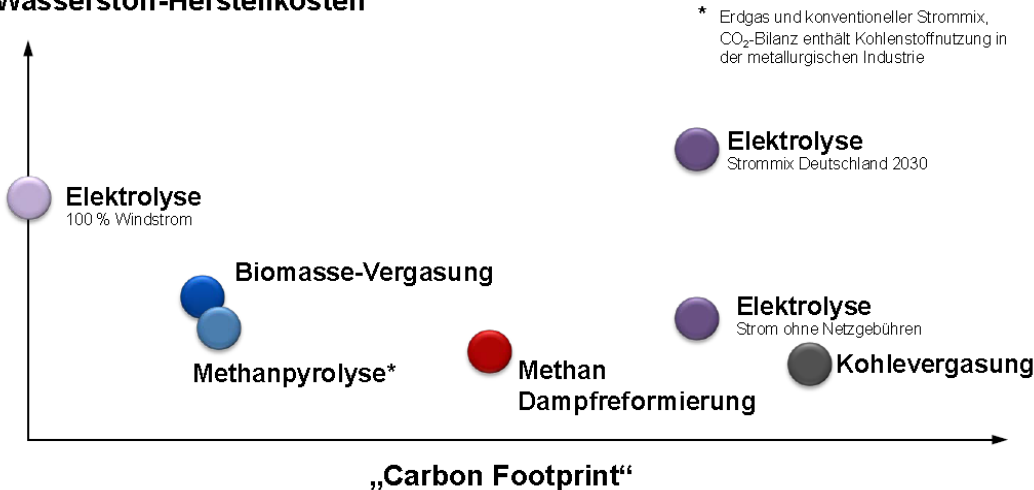 Wasserstoff-Herstellkosten
* Erdgas und konventioneller Strommix,
CO₂-Bilanz enthält Kohlenstoffnutzung in
der metallurgischen Industrie
Elektrolyse
Strommix Deutschland 2030
Elektrolyse
100 % Windstrom
Biomasse-Vergasung
Elektrolyse
Strom ohne Netzgebühren
Methanpyrolyse*
Methan
Dampfreformierung
Kohlevergasung
„Carbon Footprint“